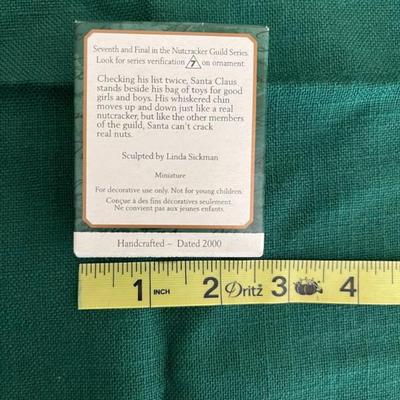 Seventh and Final in the Nutcracker Guild Series.
Look for series verification 7 on ornament.
Checking his list twice, Santa Claus
stands beside his bag of toys for good
girls and boys. His whiskered chin
moves up and down just like a real
nutcracker, but like the other members
of the guild, Santa can't crack
real nuts.
Sculpted by Linda Sickman
Miniature
For decorative use only. Not for young children.
Conçue à des fins décoratives seulement.
Ne convient pas aux jeunes enfants.
Handcrafted ~ Dated 2000
1 INCH 2 Dritz 3 4